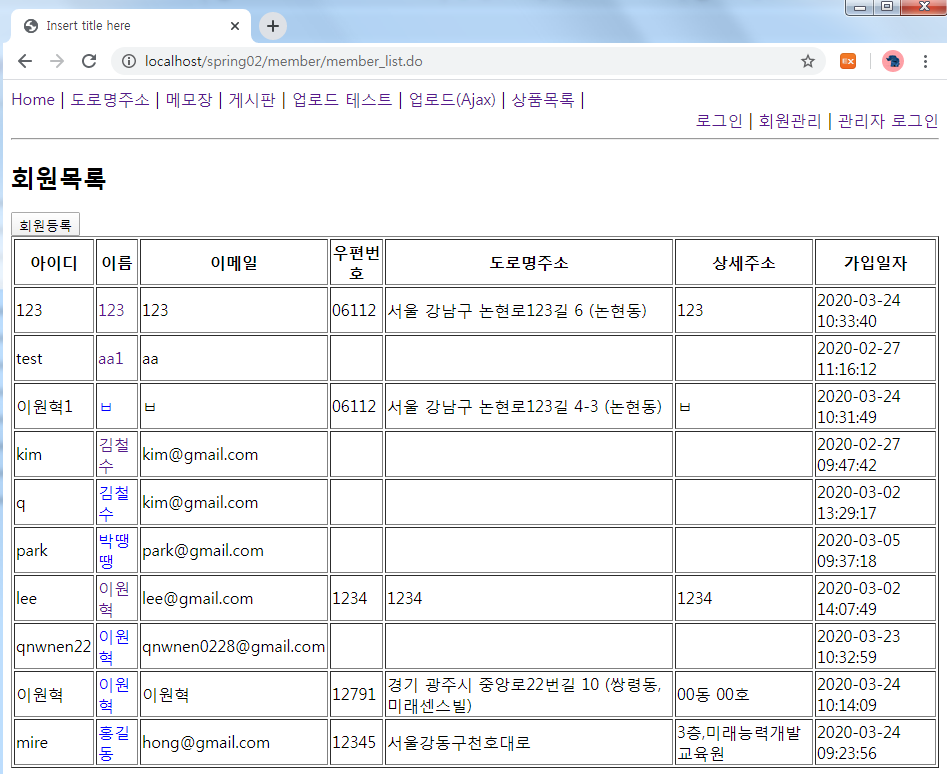 Insert title here
localhost/spring02/member/member_list.do
Home | 도로명주소 | 메모장 | 게시판 | 업로드 테스트 | 업로드(Ajax) | 상품목록 |
로그인 | 회원관리 | 관리자 로그인
회원목록
회원등록
아이디 이름 이메일 우편번
호 도로명주소 상세주소 가입일자
123 123 123 06112 서울 강남구 논현로123길 6 (논현동) 123 2020-03-24
10:33:40
test aa1 aa 2020-02-27
11:16:12
이원혁1 ㅂ ㅂ 06112 서울 강남구 논현로123길 4-3 (논현동) ㅂ 2020-03-24
10:31:49
kim 김철
수 kim@gmail.com 2020-02-27
09:47:42
q 김철
수 kim@gmail.com 2020-03-02
13:29:17
park 박땡
땡 park@gmail.com 2020-03-05
09:37:18
lee 이원
혁 lee@gmail.com 1234 1234 1234 2020-03-02
14:07:49
qnwnen22 이원
혁 qnwnen0228@gmail.com 2020-03-23
10:32:59
이원혁 이원
혁 이원혁 12791 경기 광주시 중앙로22번길 10 (쌍령동,
미래센스빌) 00동 00호 2020-03-24
10:14:09
mire 홍길
동 hong@gmail.com 12345 서울강동구천호대로 3층,미래능력개발
교육원 2020-03-24
09:23:56